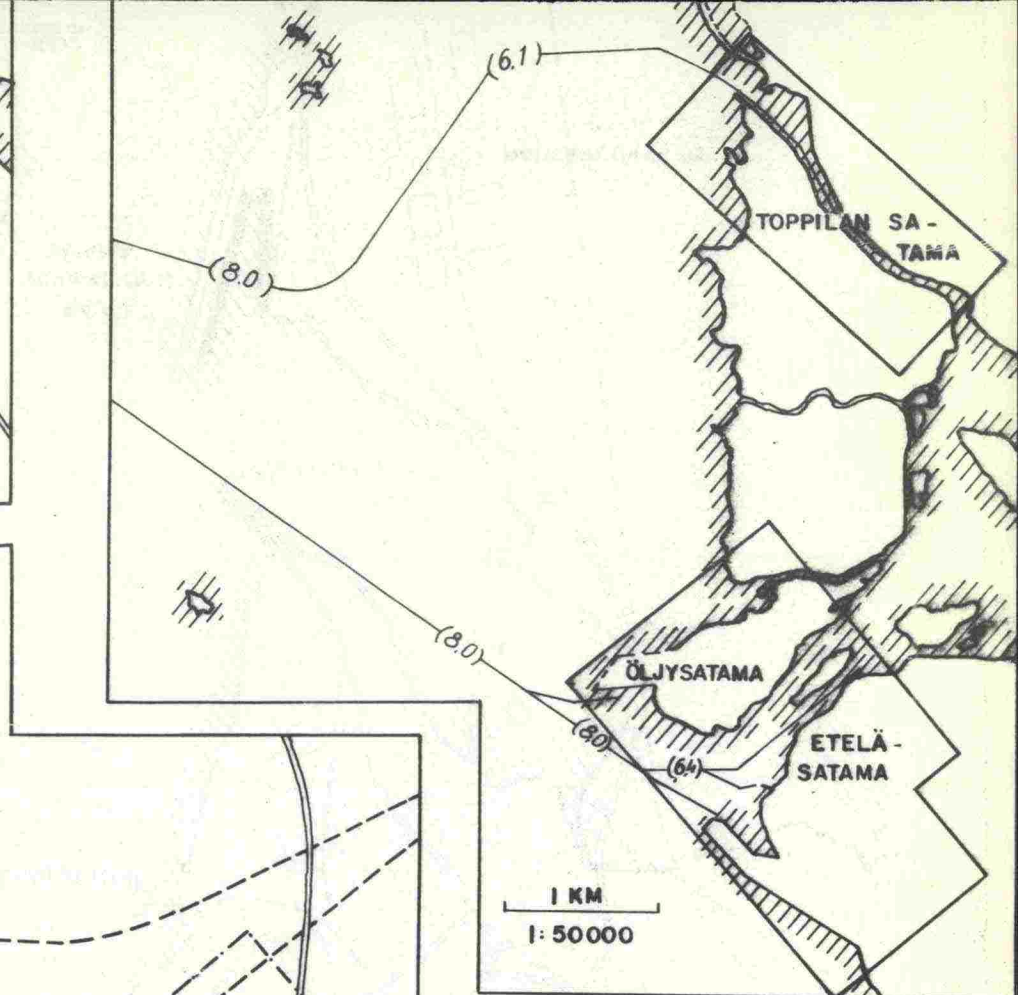 (6.1)
TOPPILAN SA-
TAMA
(8.0)
(8.0)
ÖLJYSATAMA
(8.0)
ETELÄ-
SATAMA
(6.4)
1 KM
1:50000